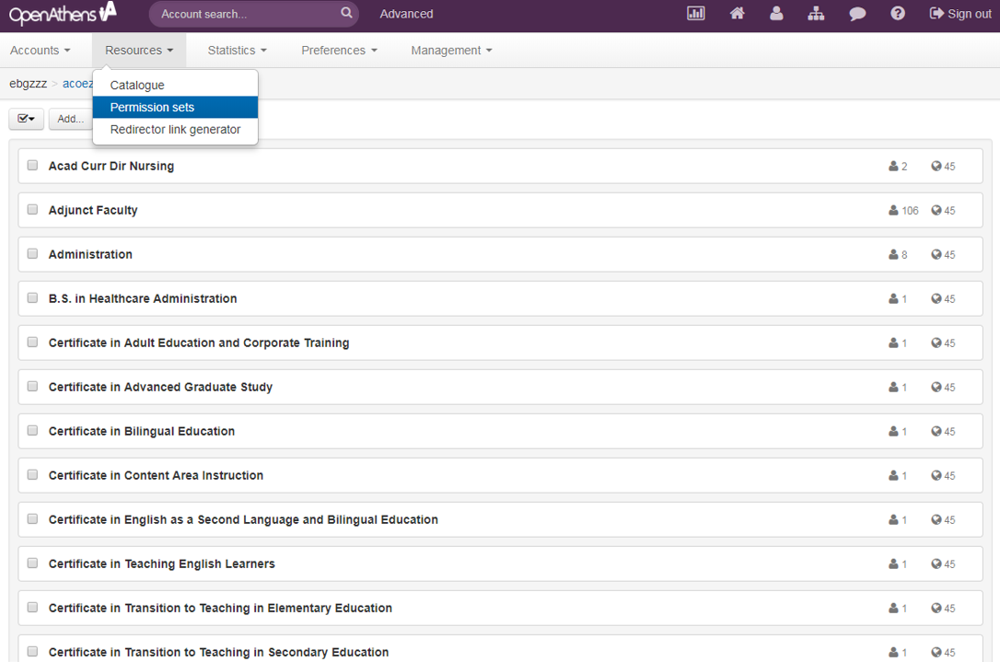 OpenAthens Account search... Advanced Sign out
Accounts Resources Statistics Preferences Management
ebgzzz > acoez
Catalogue
Permission sets
Redirector link generator
Add...
Acad Curr Dir Nursing 2 45
Adjunct Faculty 106 45
Administration 8 45
B.S. in Healthcare Administration 1 45
Certificate in Adult Education and Corporate Training 1 45
Certificate in Advanced Graduate Study 1 45
Certificate in Bilingual Education 1 45
Certificate in Content Area Instruction 1 45
Certificate in English as a Second Language and Bilingual Education 1 45
Certificate in Teaching English Learners 1 45
Certificate in Transition to Teaching in Elementary Education 1 45
Certificate in Transition to Teaching in Secondary Education 1 45